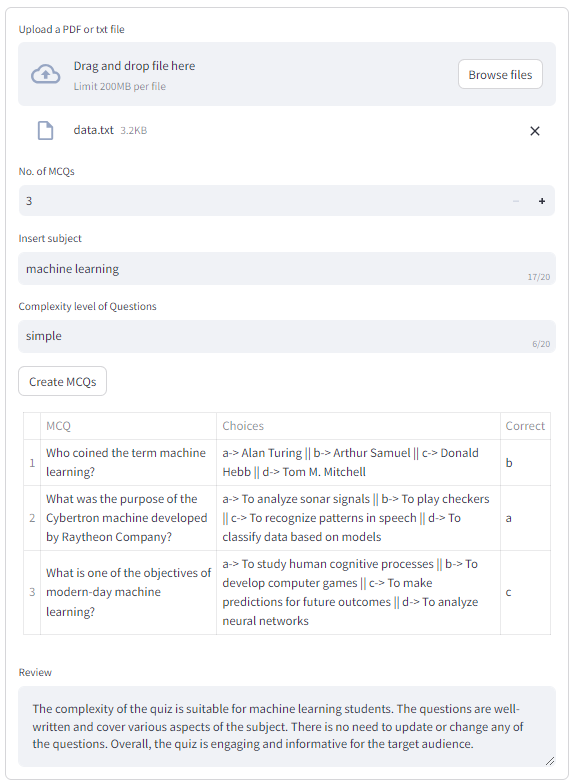 Upload a PDF or txt file
Drag and drop file here
Limit 200MB per file
Browse files
data.txt 3.2KB
No. of MCQs
3
Insert subject
machine learning
17/20
Complexity level of Questions
simple
6/20
Create MCQs
MCQ Choices Correct
1 Who coined the term machine learning? a-> Alan Turing || b-> Arthur Samuel || c-> Donald Hebb || d-> Tom M. Mitchell b
2 What was the purpose of the Cybertron machine developed by Raytheon Company? a-> To analyze sonar signals || b-> To play checkers || c-> To recognize patterns in speech || d-> To classify data based on models a
3 What is one of the objectives of modern-day machine learning? a-> To study human cognitive processes || b-> To develop computer games || c-> To make predictions for future outcomes || d-> To analyze neural networks c
Review
The complexity of the quiz is suitable for machine learning students. The questions are well-
written and cover various aspects of the subject. There is no need to update or change any of
the questions. Overall, the quiz is engaging and informative for the target audience.